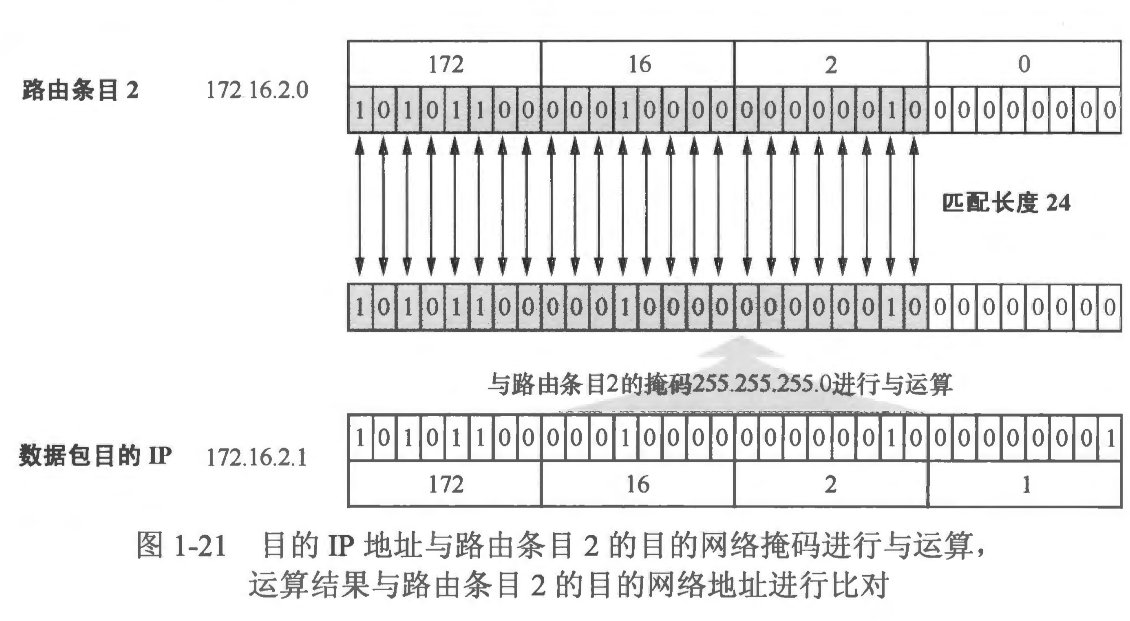 172 16 2 0
路由条目 2 172 16.2.0
1 0 1 0 1 1 0 0 0 0 0 1 0 0 0 0 0 0 0 0 0 0 1 0 0 0 0 0 0 0 0 0
匹配长度 24
1 0 1 0 1 1 0 0 0 0 0 1 0 0 0 0 0 0 0 0 0 0 1 0 0 0 0 0 0 0 0 0
与路由条目2的掩码255.255.255.0进行与运算
1 0 1 0 1 1 0 0 0 0 0 1 0 0 0 0 0 0 0 0 0 0 1 0 0 0 0 0 0 0 0 1
数据包目的 IP 172.16.2.1
172 16 2 1
图 1-21 目的 IP 地址与路由条目 2 的目的网络掩码进行与运算，
运算结果与路由条目 2 的目的网络地址进行比对